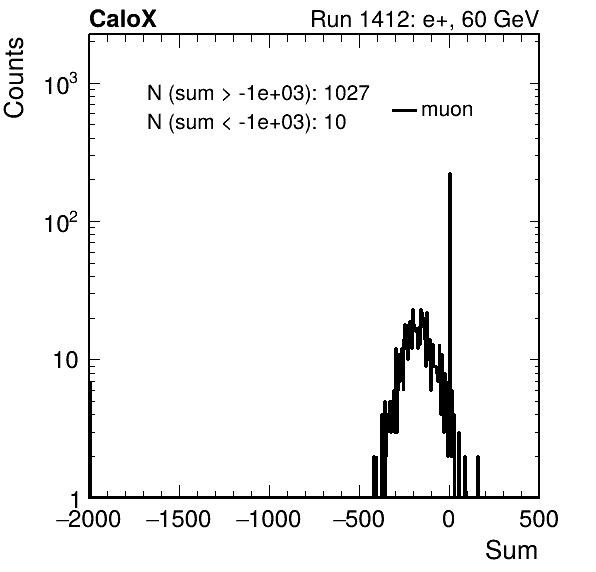 CaloX Run 1412: e+, 60 GeV
Counts
10³
N (sum > -1e+03): 1027
N (sum < -1e+03): 10
muon
10²
10
1
−2000 −1500 −1000 −500 0 500
Sum